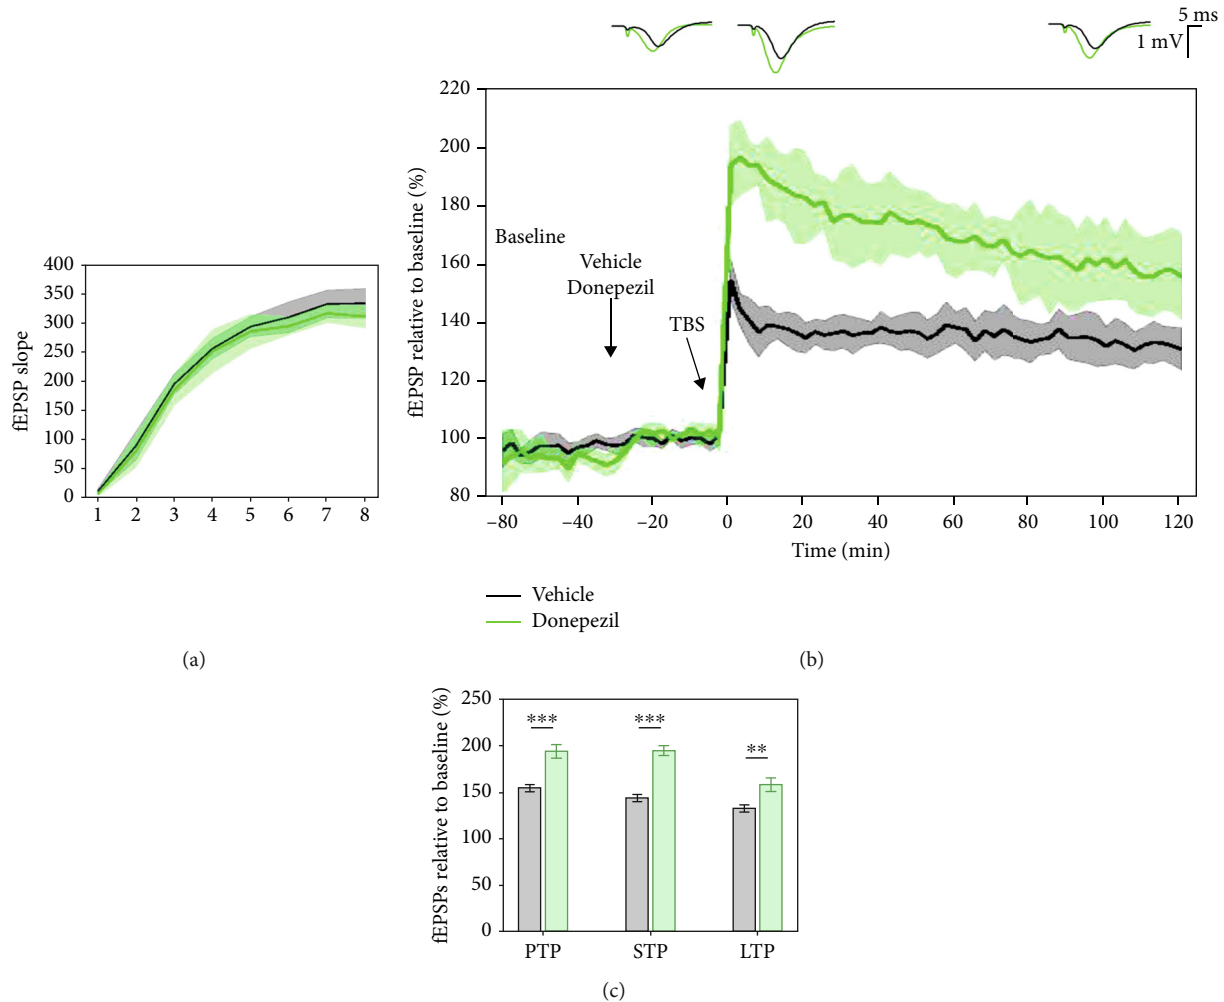 5 ms
1 mV
220
200
180
160
140
120
100
80
fEPSP relative to baseline (%)
Baseline
Vehicle
Donepezil
TBS
−80
−60
−40
−20
0
20
40
60
80
100
120
Time (min)
400
350
300
250
200
150
100
50
0
fEPSP slope
1
2
3
4
5
6
7
8
Vehicle
Donepezil
(a)
(b)
250
200
150
100
50
0
fEPSPs relative to baseline (%)
***
***
**
PTP
STP
LTP
(c)